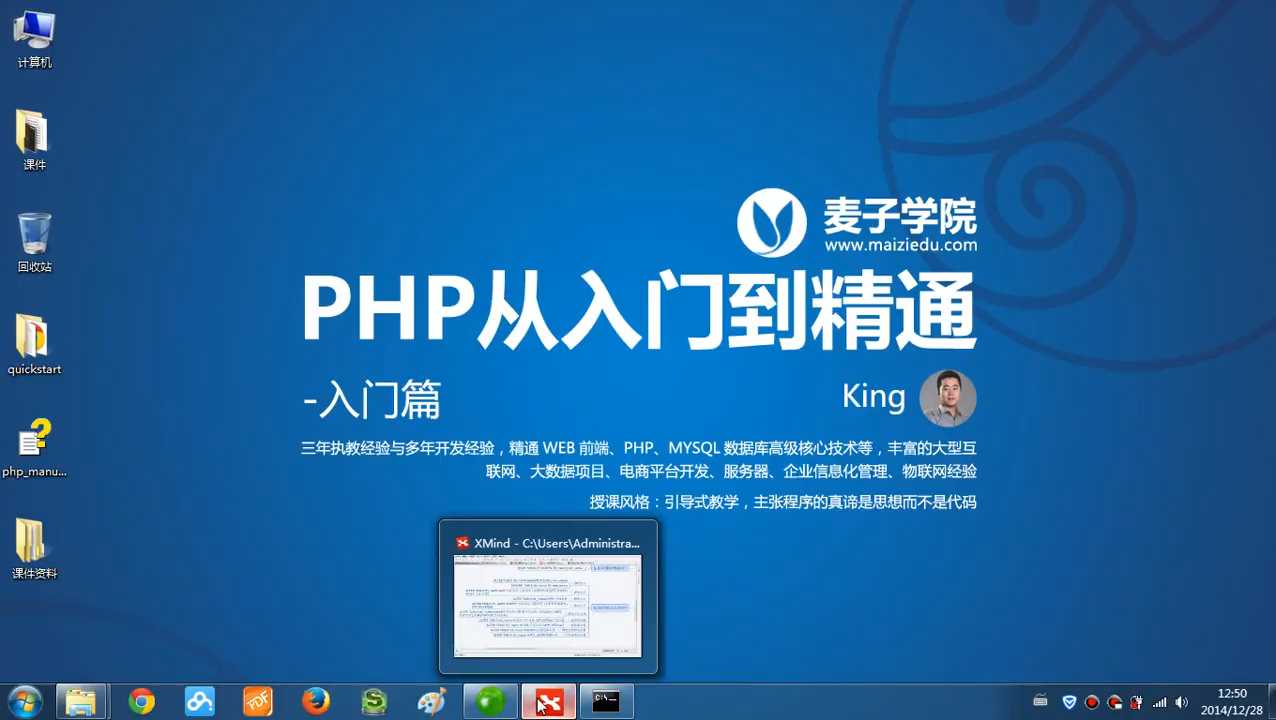 计算机
课件
回收站
quickstart
php_manu...
课件资料
麦子学院
www.maiziedu.com
PHP从入门到精通
-入门篇
King
三年执教经验与多年开发经验，精通 WEB 前端、PHP、MYSQL 数据库高级核心技术等，丰富的大型互
联网、大数据项目、电商平台开发、服务器、企业信息化管理、物联网经验
授课风格：引导式教学，主张程序的真谛是思想而不是代码
XMind - C:\Users\Administra...
PDF
C:\_
12:50
2014/12/28